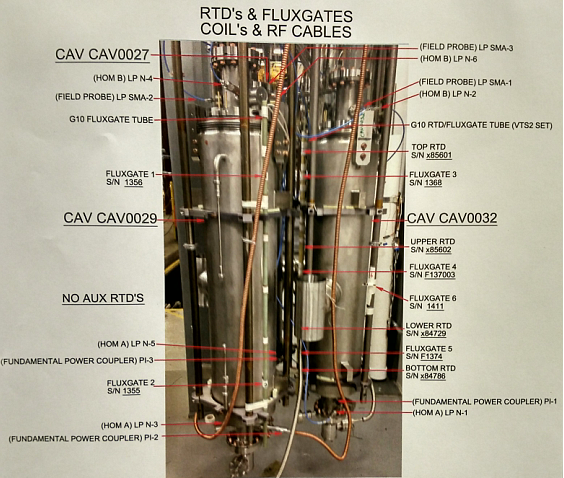 RTD's & FLUXGATES
COIL's & RF CABLES
CAV CAV0027
(HOM B) LP N-4
(FIELD PROBE) LP SMA-2
G10 FLUXGATE TUBE
FLUXGATE 1
S/N 1356
CAV CAV0029
NO AUX RTD'S
(HOM A) LP N-5
(FUNDAMENTAL POWER COUPLER) PI-3
FLUXGATE 2
S/N 1355
(HOM A) LP N-3
(FUNDAMENTAL POWER COUPLER) PI-2
(FIELD PROBE) LP SMA-3
(HOM B) LP N-6
(FIELD PROBE) LP SMA-1
(HOM B) LP N-2
G10 RTD/FLUXGATE TUBE (VTS2 SET)
TOP RTD
S/N x85601
FLUXGATE 3
S/N 1368
CAV CAV0032
UPPER RTD
S/N x85602
FLUXGATE 4
S/N F137003
FLUXGATE 6
S/N 1411
LOWER RTD
S/N x84729
FLUXGATE 5
S/N F1374
BOTTOM RTD
S/N x84786
(FUNDAMENTAL POWER COUPLER) PI-1
(HOM A) LP N-1